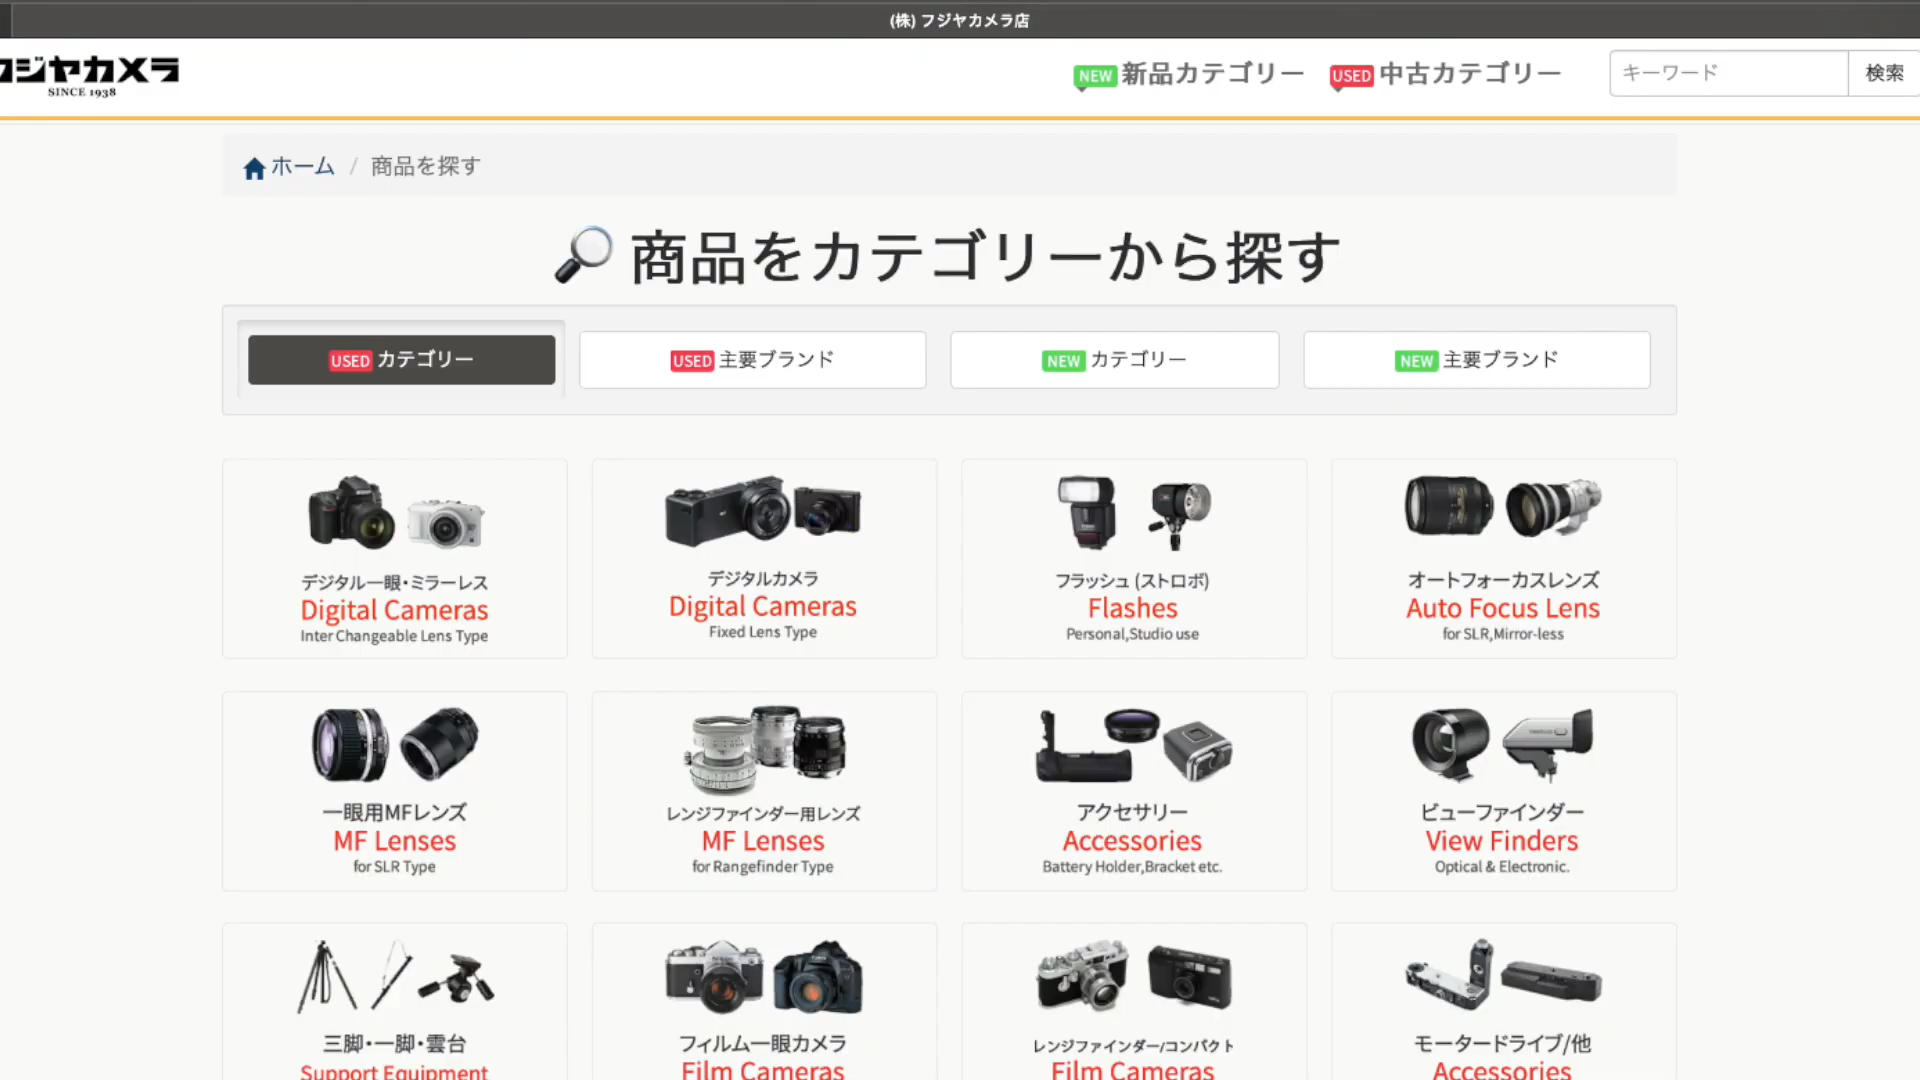 (株) フジヤカメラ店
フジヤカメラ
SINCE 1938
NEW 新品カテゴリー
USED 中古カテゴリー
キーワード
検索
ホーム / 商品を探す
商品をカテゴリーから探す
USED カテゴリー
USED 主要ブランド
NEW カテゴリー
NEW 主要ブランド
デジタル一眼・ミラーレス
Digital Cameras
Inter Changeable Lens Type
デジタルカメラ
Digital Cameras
Fixed Lens Type
フラッシュ (ストロボ)
Flashes
Personal,Studio use
オートフォーカスレンズ
Auto Focus Lens
for SLR,Mirror-less
一眼用MFレンズ
MF Lenses
for SLR Type
レンジファインダー用レンズ
MF Lenses
for Rangefinder Type
アクセサリー
Accessories
Battery Holder,Bracket etc.
ビューファインダー
View Finders
Optical & Electronic.
三脚・一脚・雲台
Support Equipment
フィルム一眼カメラ
Film Cameras
レンジファインダー/コンパクト
Film Cameras
モータードライブ/他
Accessories